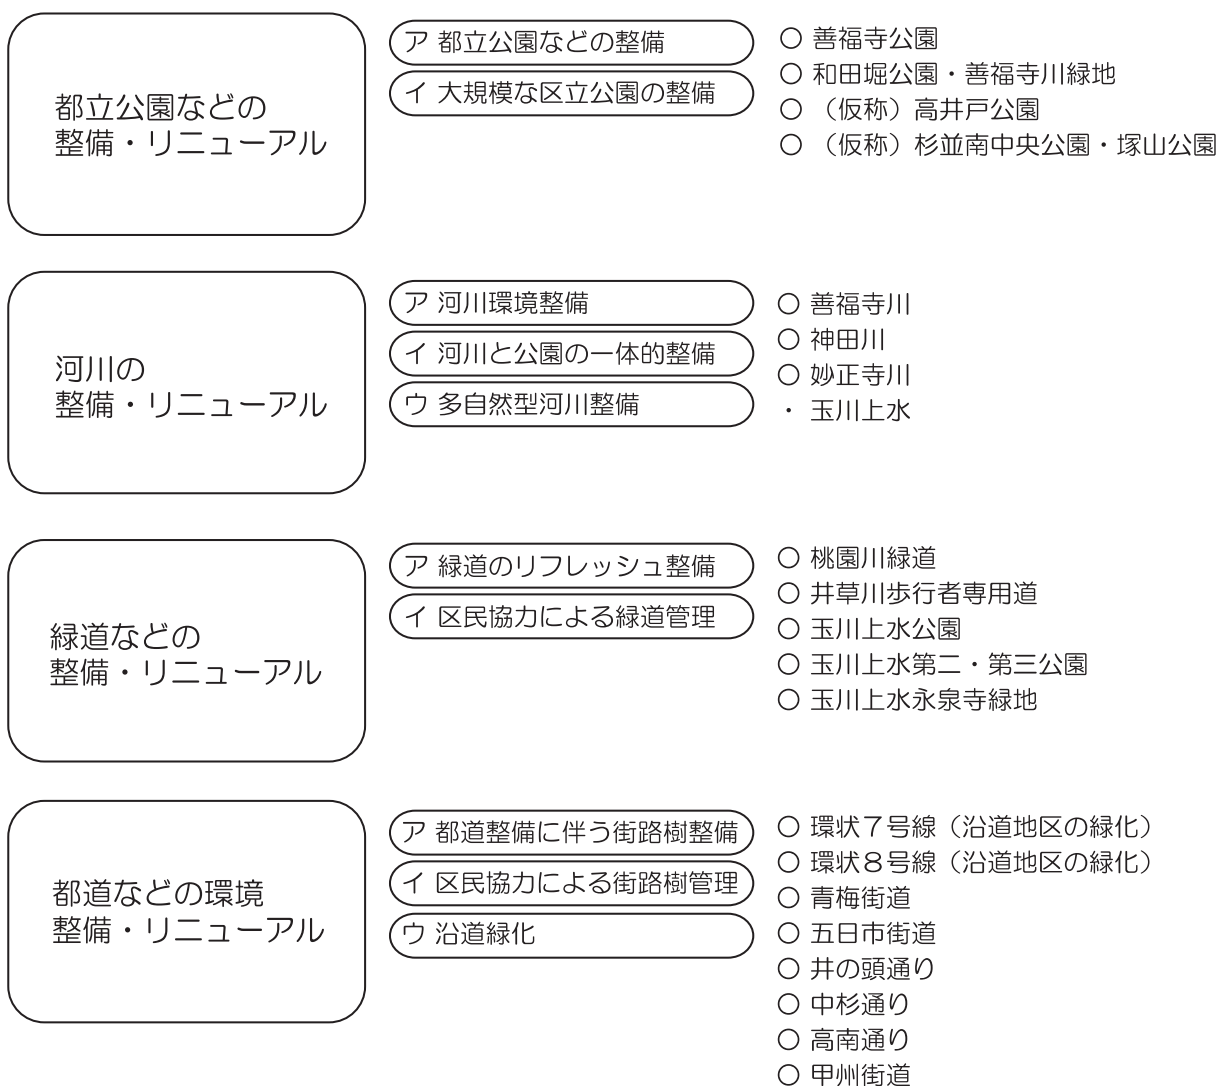 都立公園などの
整備・リニューアル
ア 都立公園などの整備
イ 大規模な区立公園の整備
○ 善福寺公園
○ 和田堀公園・善福寺川緑地
○ （仮称）高井戸公園
○ （仮称）杉並南中央公園・塚山公園
河川の
整備・リニューアル
ア 河川環境整備
イ 河川と公園の一体的整備
ウ 多自然型河川整備
○ 善福寺川
○ 神田川
○ 妙正寺川
・ 玉川上水
緑道などの
整備・リニューアル
ア 緑道のリフレッシュ整備
イ 区民協力による緑道管理
○ 桃園川緑道
○ 井草川歩行者専用道
○ 玉川上水公園
○ 玉川上水第二・第三公園
○ 玉川上水永泉寺緑地
都道などの環境
整備・リニューアル
ア 都道整備に伴う街路樹整備
イ 区民協力による街路樹管理
ウ 沿道緑化
○ 環状７号線（沿道地区の緑化）
○ 環状８号線（沿道地区の緑化）
○ 青梅街道
○ 五日市街道
○ 井の頭通り
○ 中杉通り
○ 高南通り
○ 甲州街道